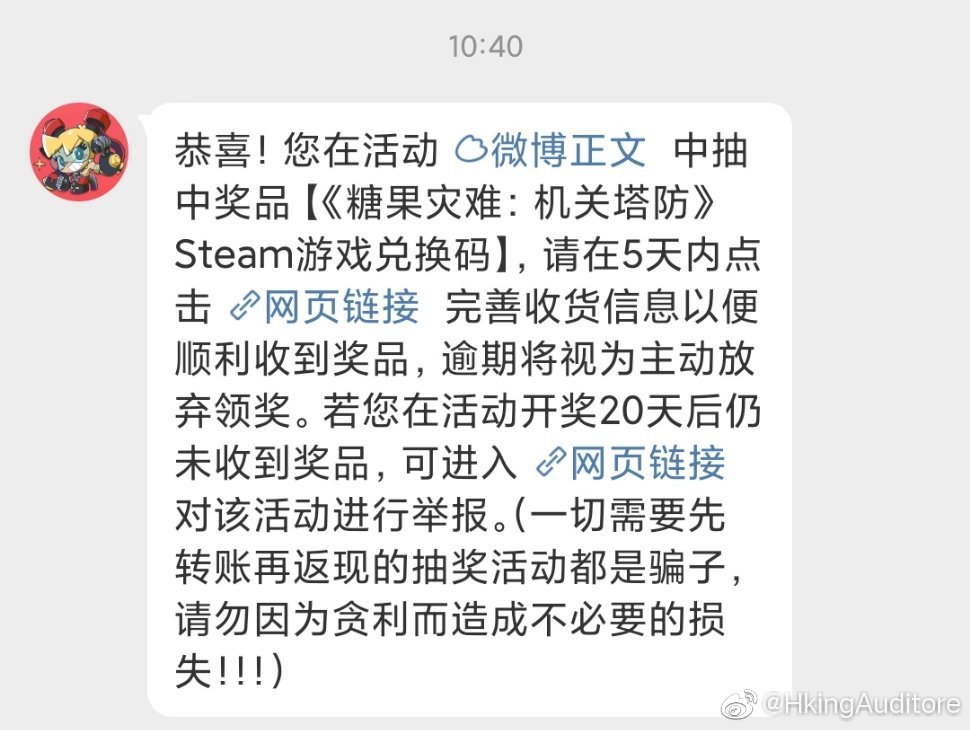 10:40
恭喜！您在活动 微博正文 中抽
中奖品【《糖果灾难：机关塔防》
Steam游戏兑换码】，请在5天内点
击 网页链接 完善收货信息以便
顺利收到奖品，逾期将视为主动放
弃领奖。若您在活动开奖20天后仍
未收到奖品，可进入 网页链接
对该活动进行举报。（一切需要先
转账再返现的抽奖活动都是骗子，
请勿因为贪利而造成不必要的损
失！！！）
@HkingAuditore